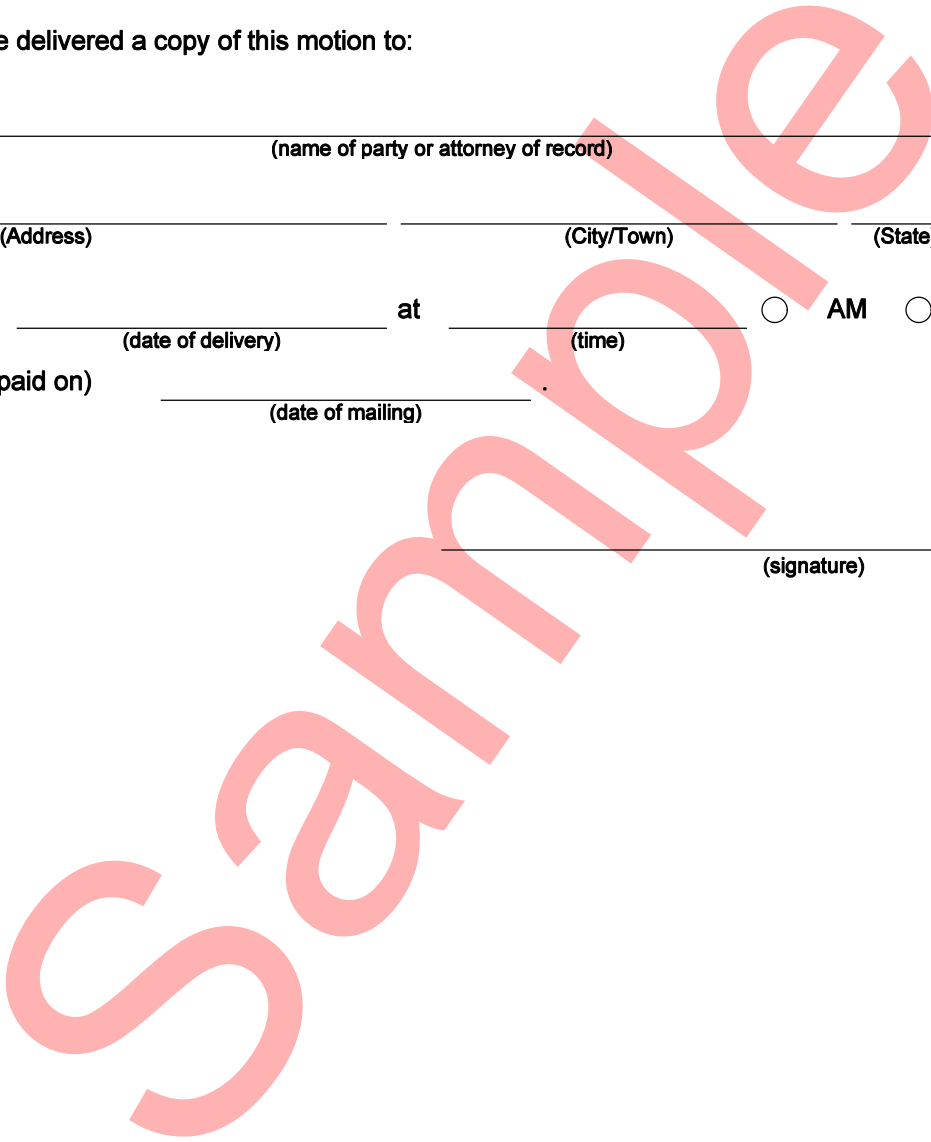 e delivered a copy of this motion to:
(name of party or attorney of record)
(Address) (City/Town) (State
at AM
(date of delivery) (time)
paid on) .
(date of mailing)
(signature)
Sample